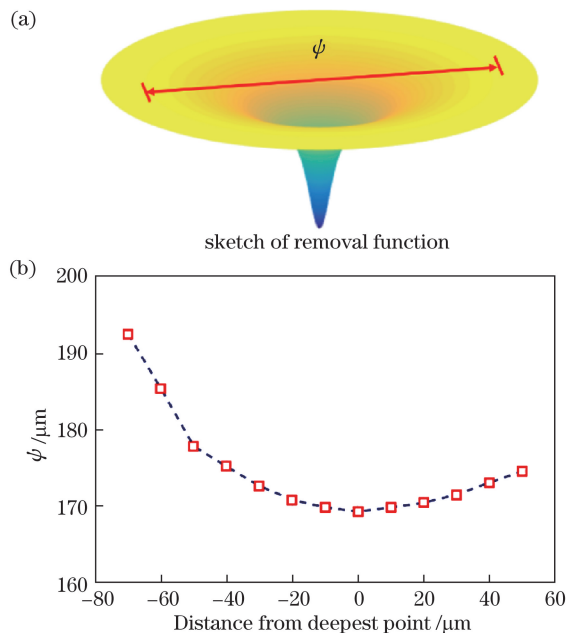 (a)
ψ
sketch of removal function
(b)
200
190
180
170
160
ψ /μm
−80 −60 −40 −20 0 20 40 60
Distance from deepest point /μm